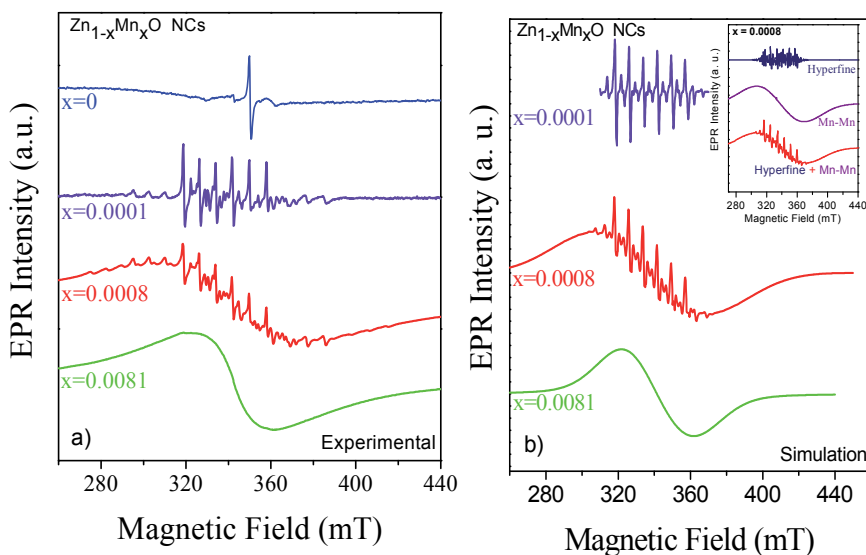 Zn1-xMnxO NCs
x=0
x=0.0001
x=0.0008
x=0.0081
a)
Experimental
280 320 360 400 440
Magnetic Field (mT)
EPR Intensity (a.u.)
Zn1-xMnxO NCs
x=0.0001
x=0.0008
x=0.0081
b)
Simulation
280 320 360 400 440
Magnetic Field (mT)
EPR Intensity (a. u.)
x = 0.0008
Hyperfine
Mn-Mn
Hyperfine + Mn-Mn
280 320 360 400 440
Magnetic Field (mT)
EPR Intensity (a. u.)